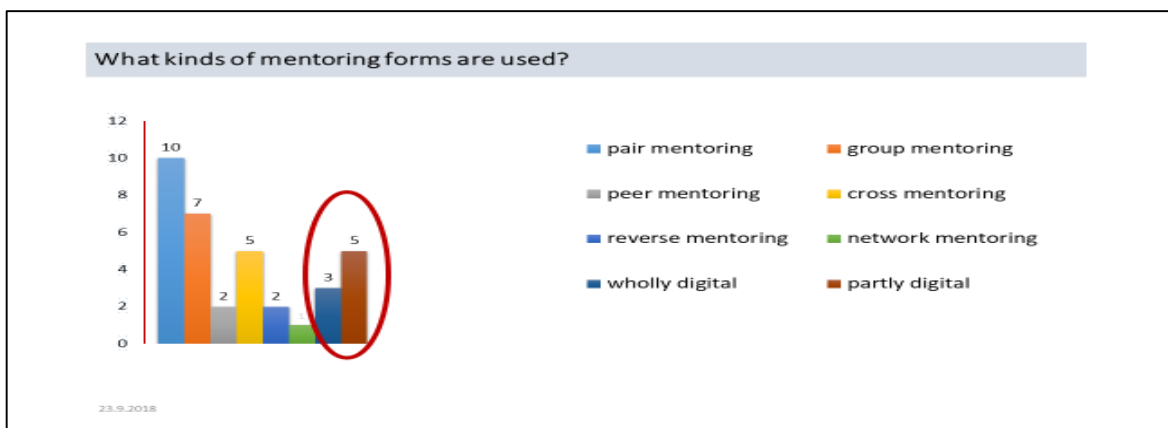 What kinds of mentoring forms are used?
12
10
8
6
4
2
0
10
7
2
5
2
1
3
5
pair mentoring
group mentoring
peer mentoring
cross mentoring
reverse mentoring
network mentoring
wholly digital
partly digital
23.9.2018